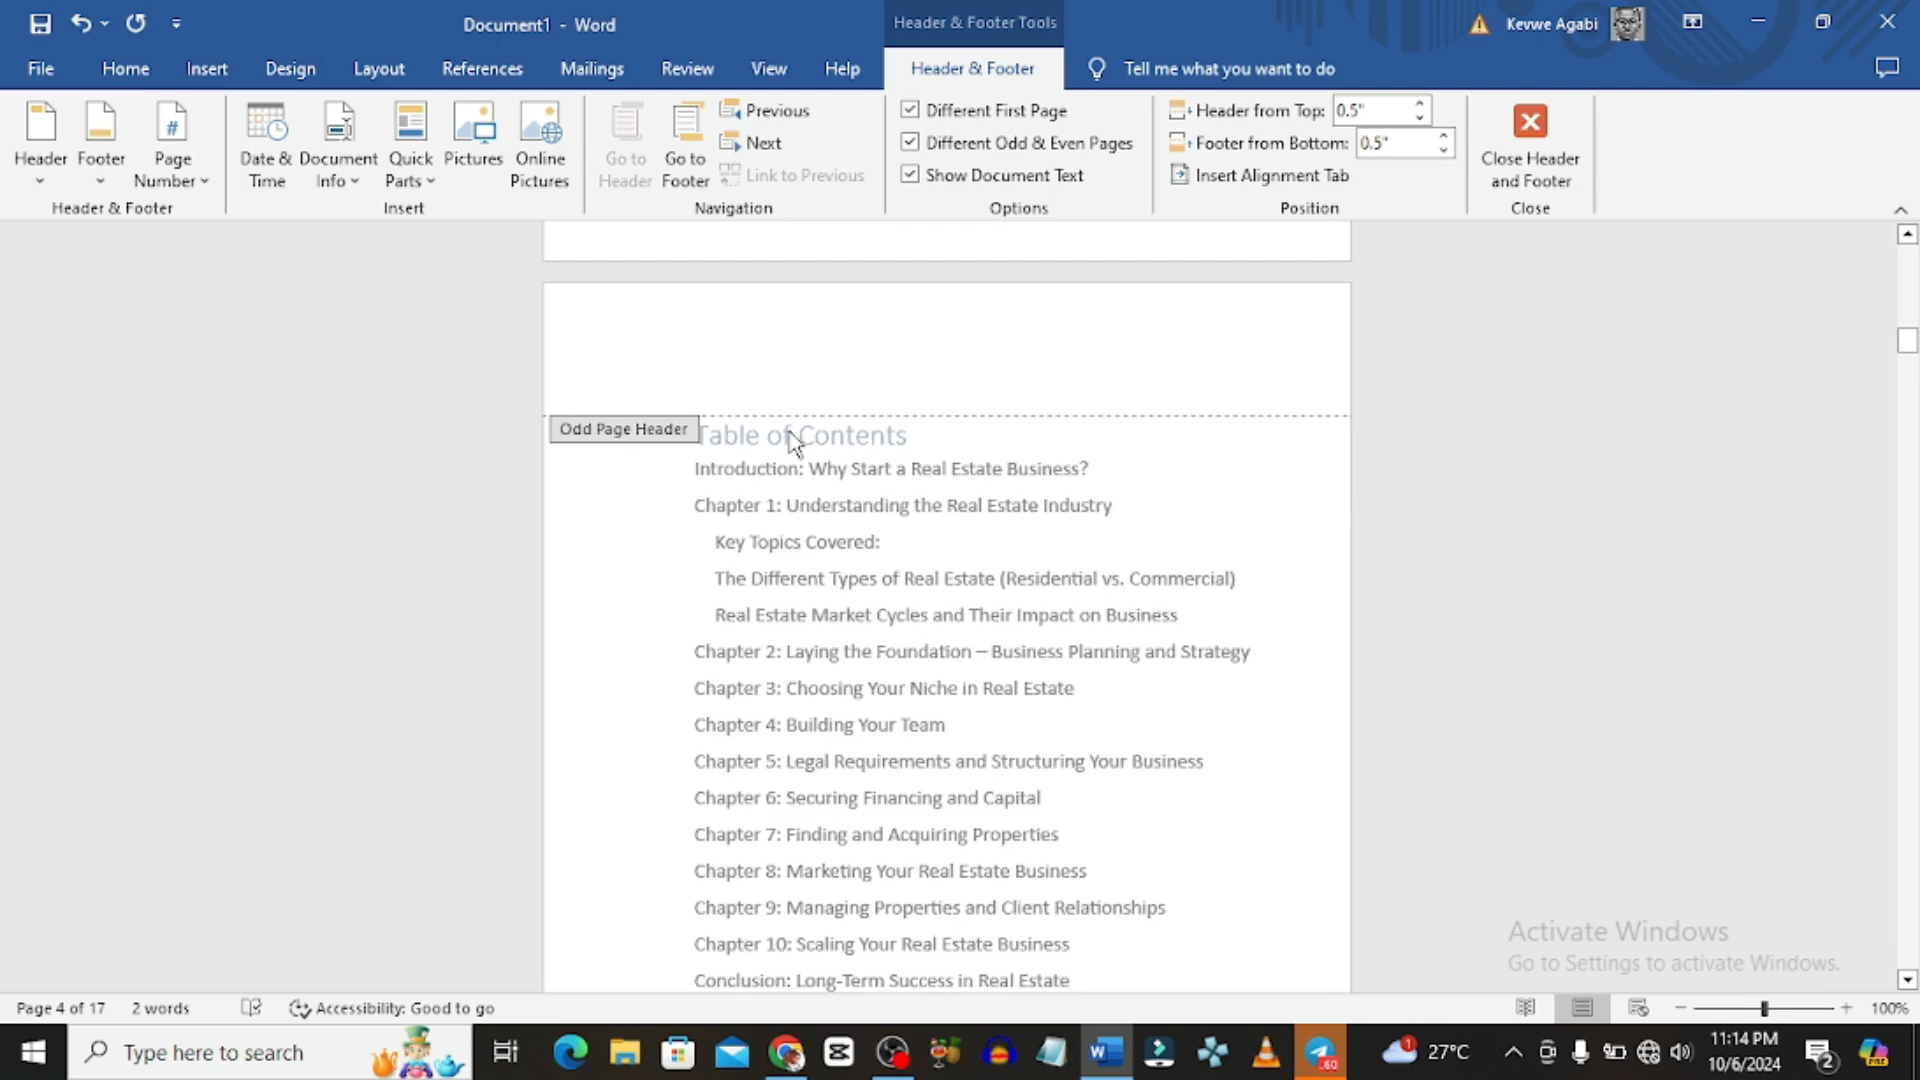 Document1 - Word
Header & Footer Tools
Kevwe Agabi
File Home Insert Design Layout References Mailings Review View Help Header & Footer Tell me what you want to do
Header
Footer
Page Number
Header & Footer
Date & Time
Document Info
Quick Parts
Pictures
Online Pictures
Insert
Go to Header
Go to Footer
Previous
Next
Link to Previous
Navigation
Different First Page
Different Odd & Even Pages
Show Document Text
Options
Header from Top: 0.5"
Footer from Bottom: 0.5"
Insert Alignment Tab
Position
Close Header and Footer
Close
Odd Page Header
Table of Contents
Introduction: Why Start a Real Estate Business?
Chapter 1: Understanding the Real Estate Industry
Key Topics Covered:
The Different Types of Real Estate (Residential vs. Commercial)
Real Estate Market Cycles and Their Impact on Business
Chapter 2: Laying the Foundation – Business Planning and Strategy
Chapter 3: Choosing Your Niche in Real Estate
Chapter 4: Building Your Team
Chapter 5: Legal Requirements and Structuring Your Business
Chapter 6: Securing Financing and Capital
Chapter 7: Finding and Acquiring Properties
Chapter 8: Marketing Your Real Estate Business
Chapter 9: Managing Properties and Client Relationships
Chapter 10: Scaling Your Real Estate Business
Conclusion: Long-Term Success in Real Estate
Activate Windows
Go to Settings to activate Windows.
Page 4 of 17 2 words Accessibility: Good to go 100%
Type here to search
60
1
27°C
11:14 PM
10/6/2024
2